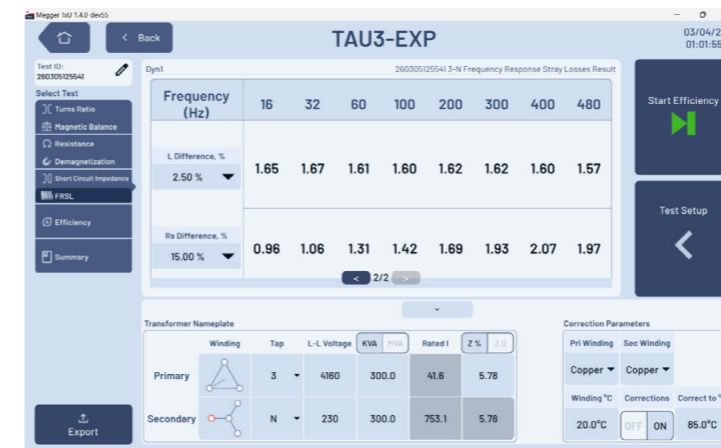 Megger IxU 1.4.0 dev55
Back
TAU3-EXP
03/04/2
01:01:55
Test ID:
260305125541
Select Test
Turns Ratio
Magnetic Balance
Resistance
Demagnetization
Short Circuit Impedance
FRSL
Efficiency
Summary
Export
Dyn1
260305125541 3-N Frequency Response Stray Losses Result
Frequency (Hz) 16 32 60 100 200 300 400 480
L Difference, %
2.50 %
1.65 1.67 1.61 1.60 1.62 1.62 1.60 1.57
Rs Difference, %
15.00 %
0.96 1.06 1.31 1.42 1.69 1.93 2.07 1.97
< 2/2 >
Start Efficiency
Test Setup
Transformer Nameplate
Winding Tap L-L Voltage KVA MVA Rated I Z % Z Ω
Primary 3 4160 300.0 41.6 5.78
Secondary N 230 300.0 753.1 5.78
Correction Parameters
Pri Winding Sec Winding
Copper Copper
Winding °C Corrections Correct to °
20.0°C OFF ON 85.0°C